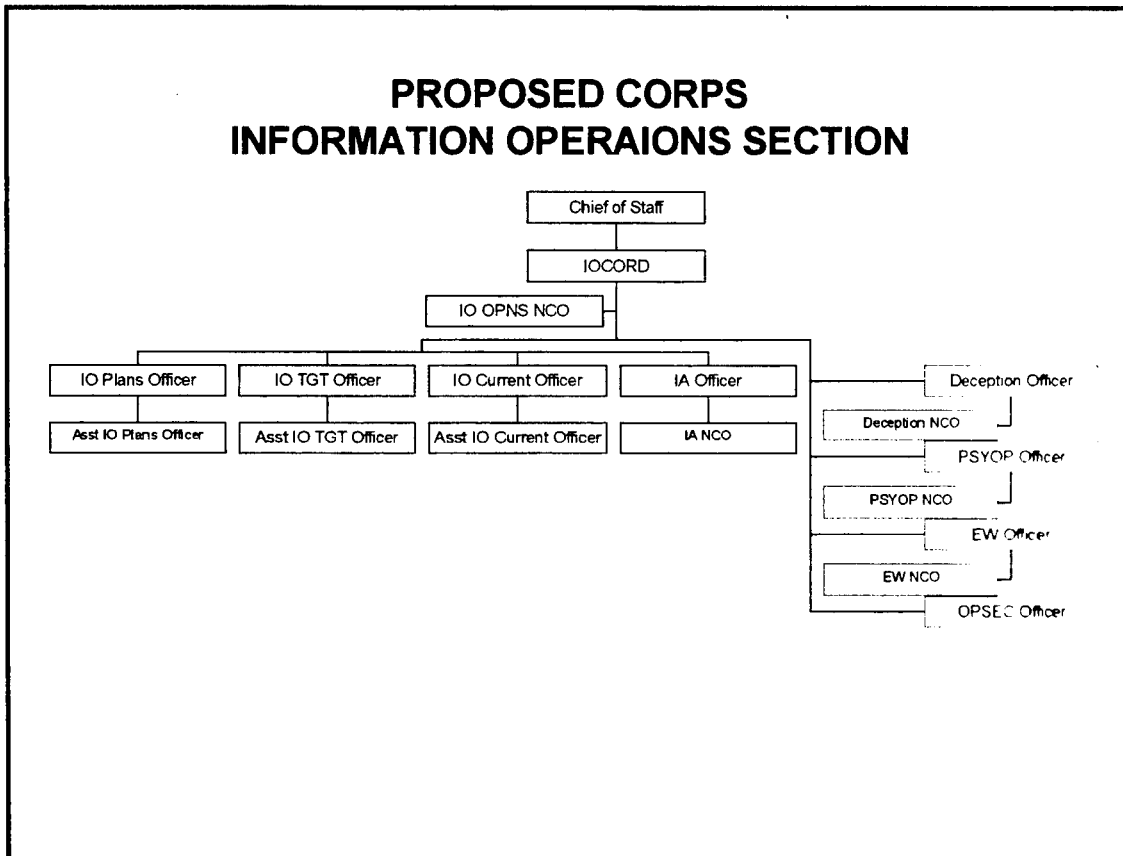 PROPOSED CORPS
INFORMATION OPERAIONS SECTION
Chief of Staff
IOCORD
IO OPNS NCO
IO Plans Officer
IO TGT Officer
IO Current Officer
IA Officer
Deception Officer
Asst IO Plans Officer
Asst IO TGT Officer
Asst IO Current Officer
IA NCO
Deception NCO
PSYOP Officer
PSYOP NCO
EW Officer
EW NCO
OPSEC Officer